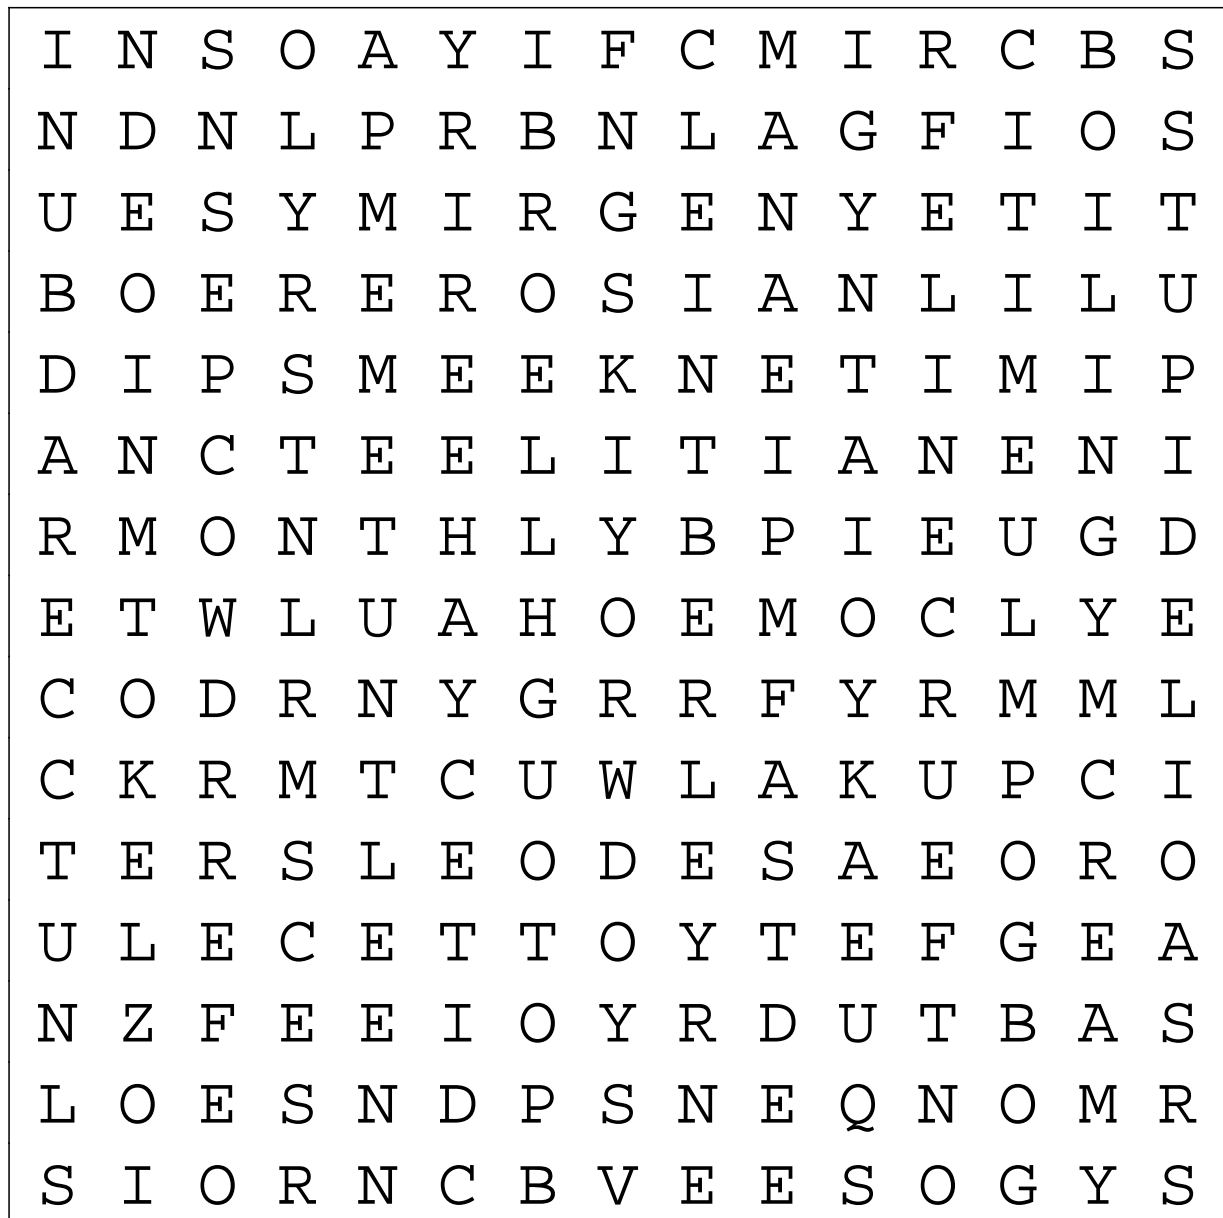 I N S O A Y I F C M I R C B S
N D N L P R B N L A G F I O S
U E S Y M I R G E N Y E T I T
B O E R E R O S I A N L I L U
D I P S M E E K N E T I M I P
A N C T E E L I T I A N E N I
R M O N T H L Y B P I E U G D
E T W L U A H O E M O C L Y E
C O D R N Y G R R F Y R M M L
C K R M T C U W L A K U P C I
T E R S L E O D E S A E O R O
U L E C E T T O Y T E F G E A
N Z F E E I O Y R D U T B A S
L O E S N D P S N E Q N O M R
S I O R N C B V E E S O G Y S